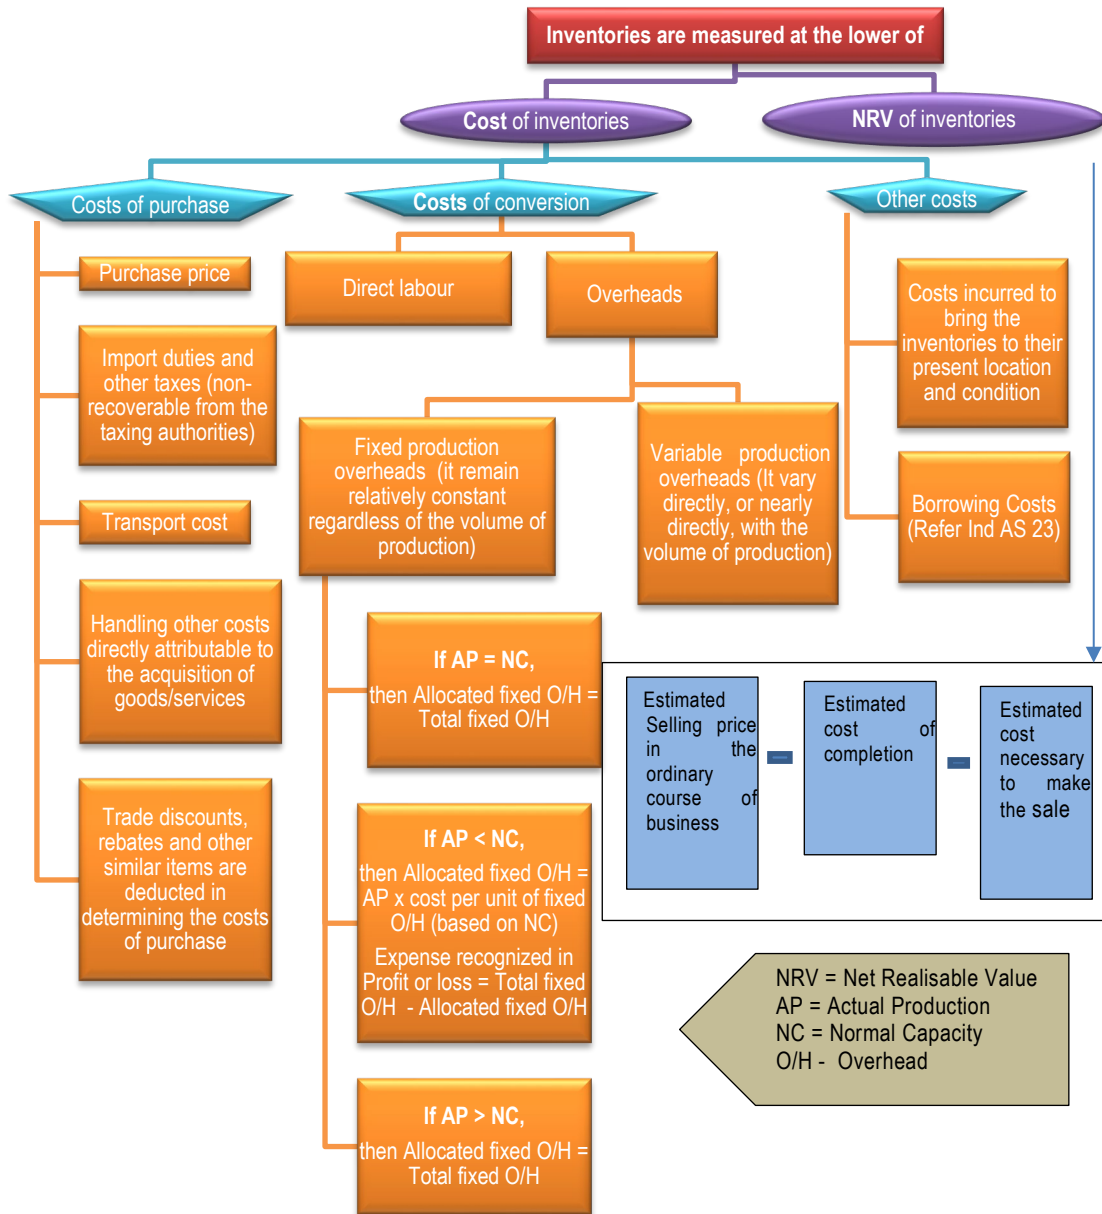 Inventories are measured at the lower of
Cost of inventories
NRV of inventories
Costs of purchase
Costs of conversion
Other costs
Purchase price
Import duties and
other taxes (non-
recoverable from the
taxing authorities)
Transport cost
Handling other costs
directly attributable to
the acquisition of
goods/services
Trade discounts,
rebates and other
similar items are
deducted in
determining the costs
of purchase
Direct labour
Overheads
Fixed production
overheads (it remain
relatively constant
regardless of the volume of
production)
Variable production
overheads (It vary
directly, or nearly
directly, with the
volume of production)
If AP = NC,
then Allocated fixed O/H =
Total fixed O/H
If AP < NC,
then Allocated fixed O/H =
AP x cost per unit of fixed
O/H (based on NC)
Expense recognized in
Profit or loss = Total fixed
O/H - Allocated fixed O/H
If AP > NC,
then Allocated fixed O/H =
Total fixed O/H
Costs incurred to
bring the
inventories to their
present location
and condition
Borrowing Costs
(Refer Ind AS 23)
Estimated
Selling price
in the
ordinary
course of
business
Estimated
cost of
completion
Estimated
cost
necessary
to make
the sale
NRV = Net Realisable Value
AP = Actual Production
NC = Normal Capacity
O/H - Overhead